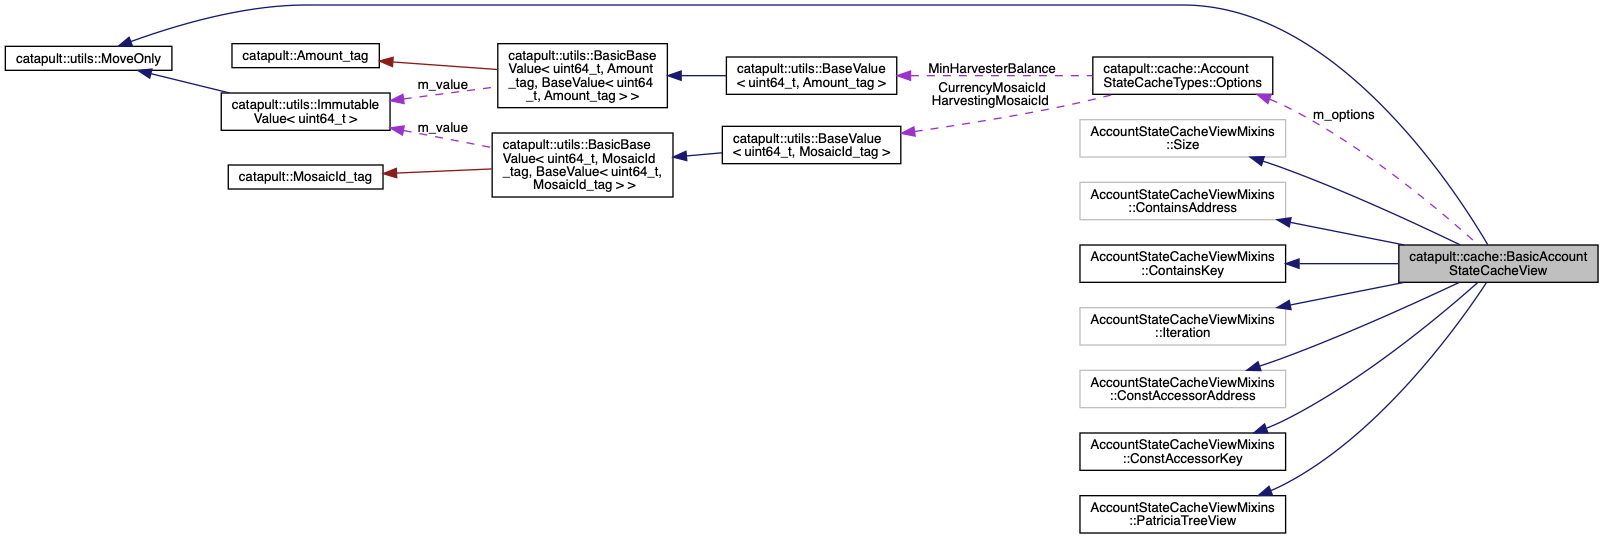 catapult::utils::MoveOnly
catapult::Amount_tag
catapult::utils::Immutable
Value< uint64_t >
catapult::MosaicId_tag
m_value
m_value
catapult::utils::BasicBase
Value< uint64_t, Amount
_tag, BaseValue< uint64
_t, Amount_tag > >
catapult::utils::BasicBase
Value< uint64_t, MosaicId
_tag, BaseValue< uint64_t,
MosaicId_tag > >
catapult::utils::BaseValue
< uint64_t, Amount_tag >
catapult::utils::BaseValue
< uint64_t, MosaicId_tag >
MinHarvesterBalance
CurrencyMosaicId
HarvestingMosaicId
catapult::cache::Account
StateCacheTypes::Options
m_options
AccountStateCacheViewMixins
::Size
AccountStateCacheViewMixins
::ContainsAddress
AccountStateCacheViewMixins
::ContainsKey
AccountStateCacheViewMixins
::Iteration
AccountStateCacheViewMixins
::ConstAccessorAddress
AccountStateCacheViewMixins
::ConstAccessorKey
AccountStateCacheViewMixins
::PatriciaTreeView
catapult::cache::BasicAccount
StateCacheView